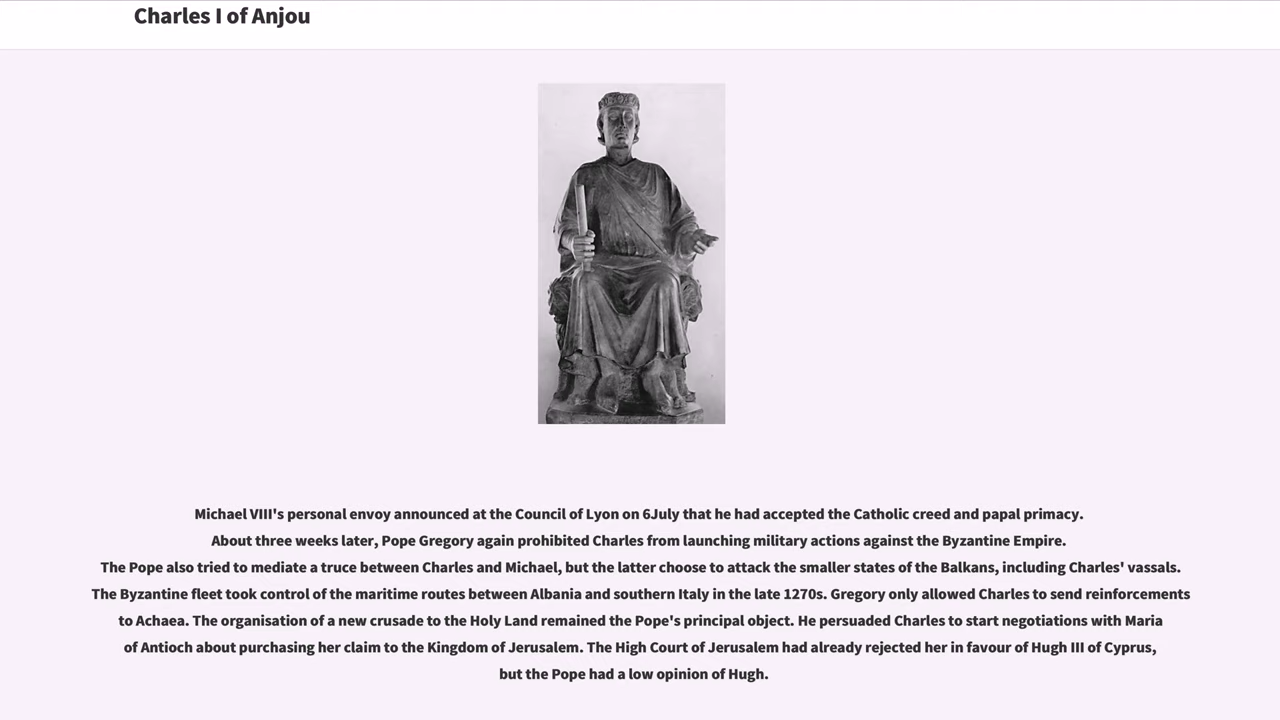 Charles I of Anjou
Michael VIII's personal envoy announced at the Council of Lyon on 6July that he had accepted the Catholic creed and papal primacy.
About three weeks later, Pope Gregory again prohibited Charles from launching military actions against the Byzantine Empire.
The Pope also tried to mediate a truce between Charles and Michael, but the latter choose to attack the smaller states of the Balkans, including Charles' vassals.
The Byzantine fleet took control of the maritime routes between Albania and southern Italy in the late 1270s. Gregory only allowed Charles to send reinforcements
to Achaea. The organisation of a new crusade to the Holy Land remained the Pope's principal object. He persuaded Charles to start negotiations with Maria
of Antioch about purchasing her claim to the Kingdom of Jerusalem. The High Court of Jerusalem had already rejected her in favour of Hugh III of Cyprus,
but the Pope had a low opinion of Hugh.